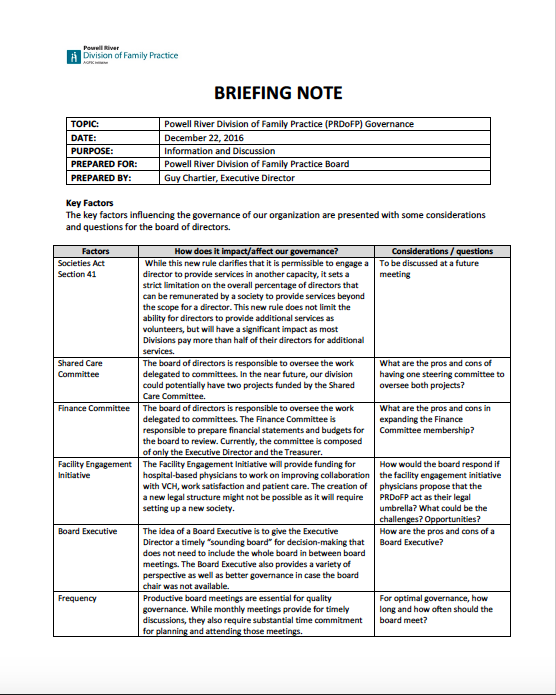 Powell River
Division of Family Practice
A GPSC initiative
BRIEFING NOTE
TOPIC: Powell River Division of Family Practice (PRDoFP) Governance
DATE: December 22, 2016
PURPOSE: Information and Discussion
PREPARED FOR: Powell River Division of Family Practice Board
PREPARED BY: Guy Chartier, Executive Director
Key Factors
The key factors influencing the governance of our organization are presented with some considerations
and questions for the board of directors.
Factors How does it impact/affect our governance? Considerations / questions
Societies Act
Section 41
While this new rule clarifies that it is permissible to engage a
director to provide services in another capacity, it sets a
strict limitation on the overall percentage of directors that
can be remunerated by a society to provide services beyond
the scope for a director. This new rule does not limit the
ability for directors to provide additional services as
volunteers, but will have a significant impact as most
Divisions pay more than half of their directors for additional
services.
To be discussed at a future
meeting
Shared Care
Committee
The board of directors is responsible to oversee the work
delegated to committees. In the near future, our division
could potentially have two projects funded by the Shared
Care Committee.
What are the pros and cons of
having one steering committee to
oversee both projects?
Finance Committee
The board of directors is responsible to oversee the work
delegated to committees. The Finance Committee is
responsible to prepare financial statements and budgets for
the board to review. Currently, the committee is composed
of only the Executive Director and the Treasurer.
What are the pros and cons in
expanding the Finance
Committee membership?
Facility Engagement
Initiative
The Facility Engagement Initiative will provide funding for
hospital-based physicians to work on improving collaboration
with VCH, work satisfaction and patient care. The creation of
a new legal structure might not be possible as it will require
setting up a new society.
How would the board respond if
the facility engagement initiative
physicians propose that the
PRDoFP act as their legal
umbrella? What could be the
challenges? Opportunities?
Board Executive
The idea of a Board Executive is to give the Executive
Director a timely “sounding board” for decision-making that
does not need to include the whole board in between board
meetings. The Board Executive also provides a variety of
perspective as well as better governance in case the board
chair was not available.
How are the pros and cons of a
Board Executive?
Frequency
Productive board meetings are essential for quality
governance. While monthly meetings provide for timely
discussions, they also require substantial time commitment
for planning and attending those meetings.
For optimal governance, how
long and how often should the
board meet?